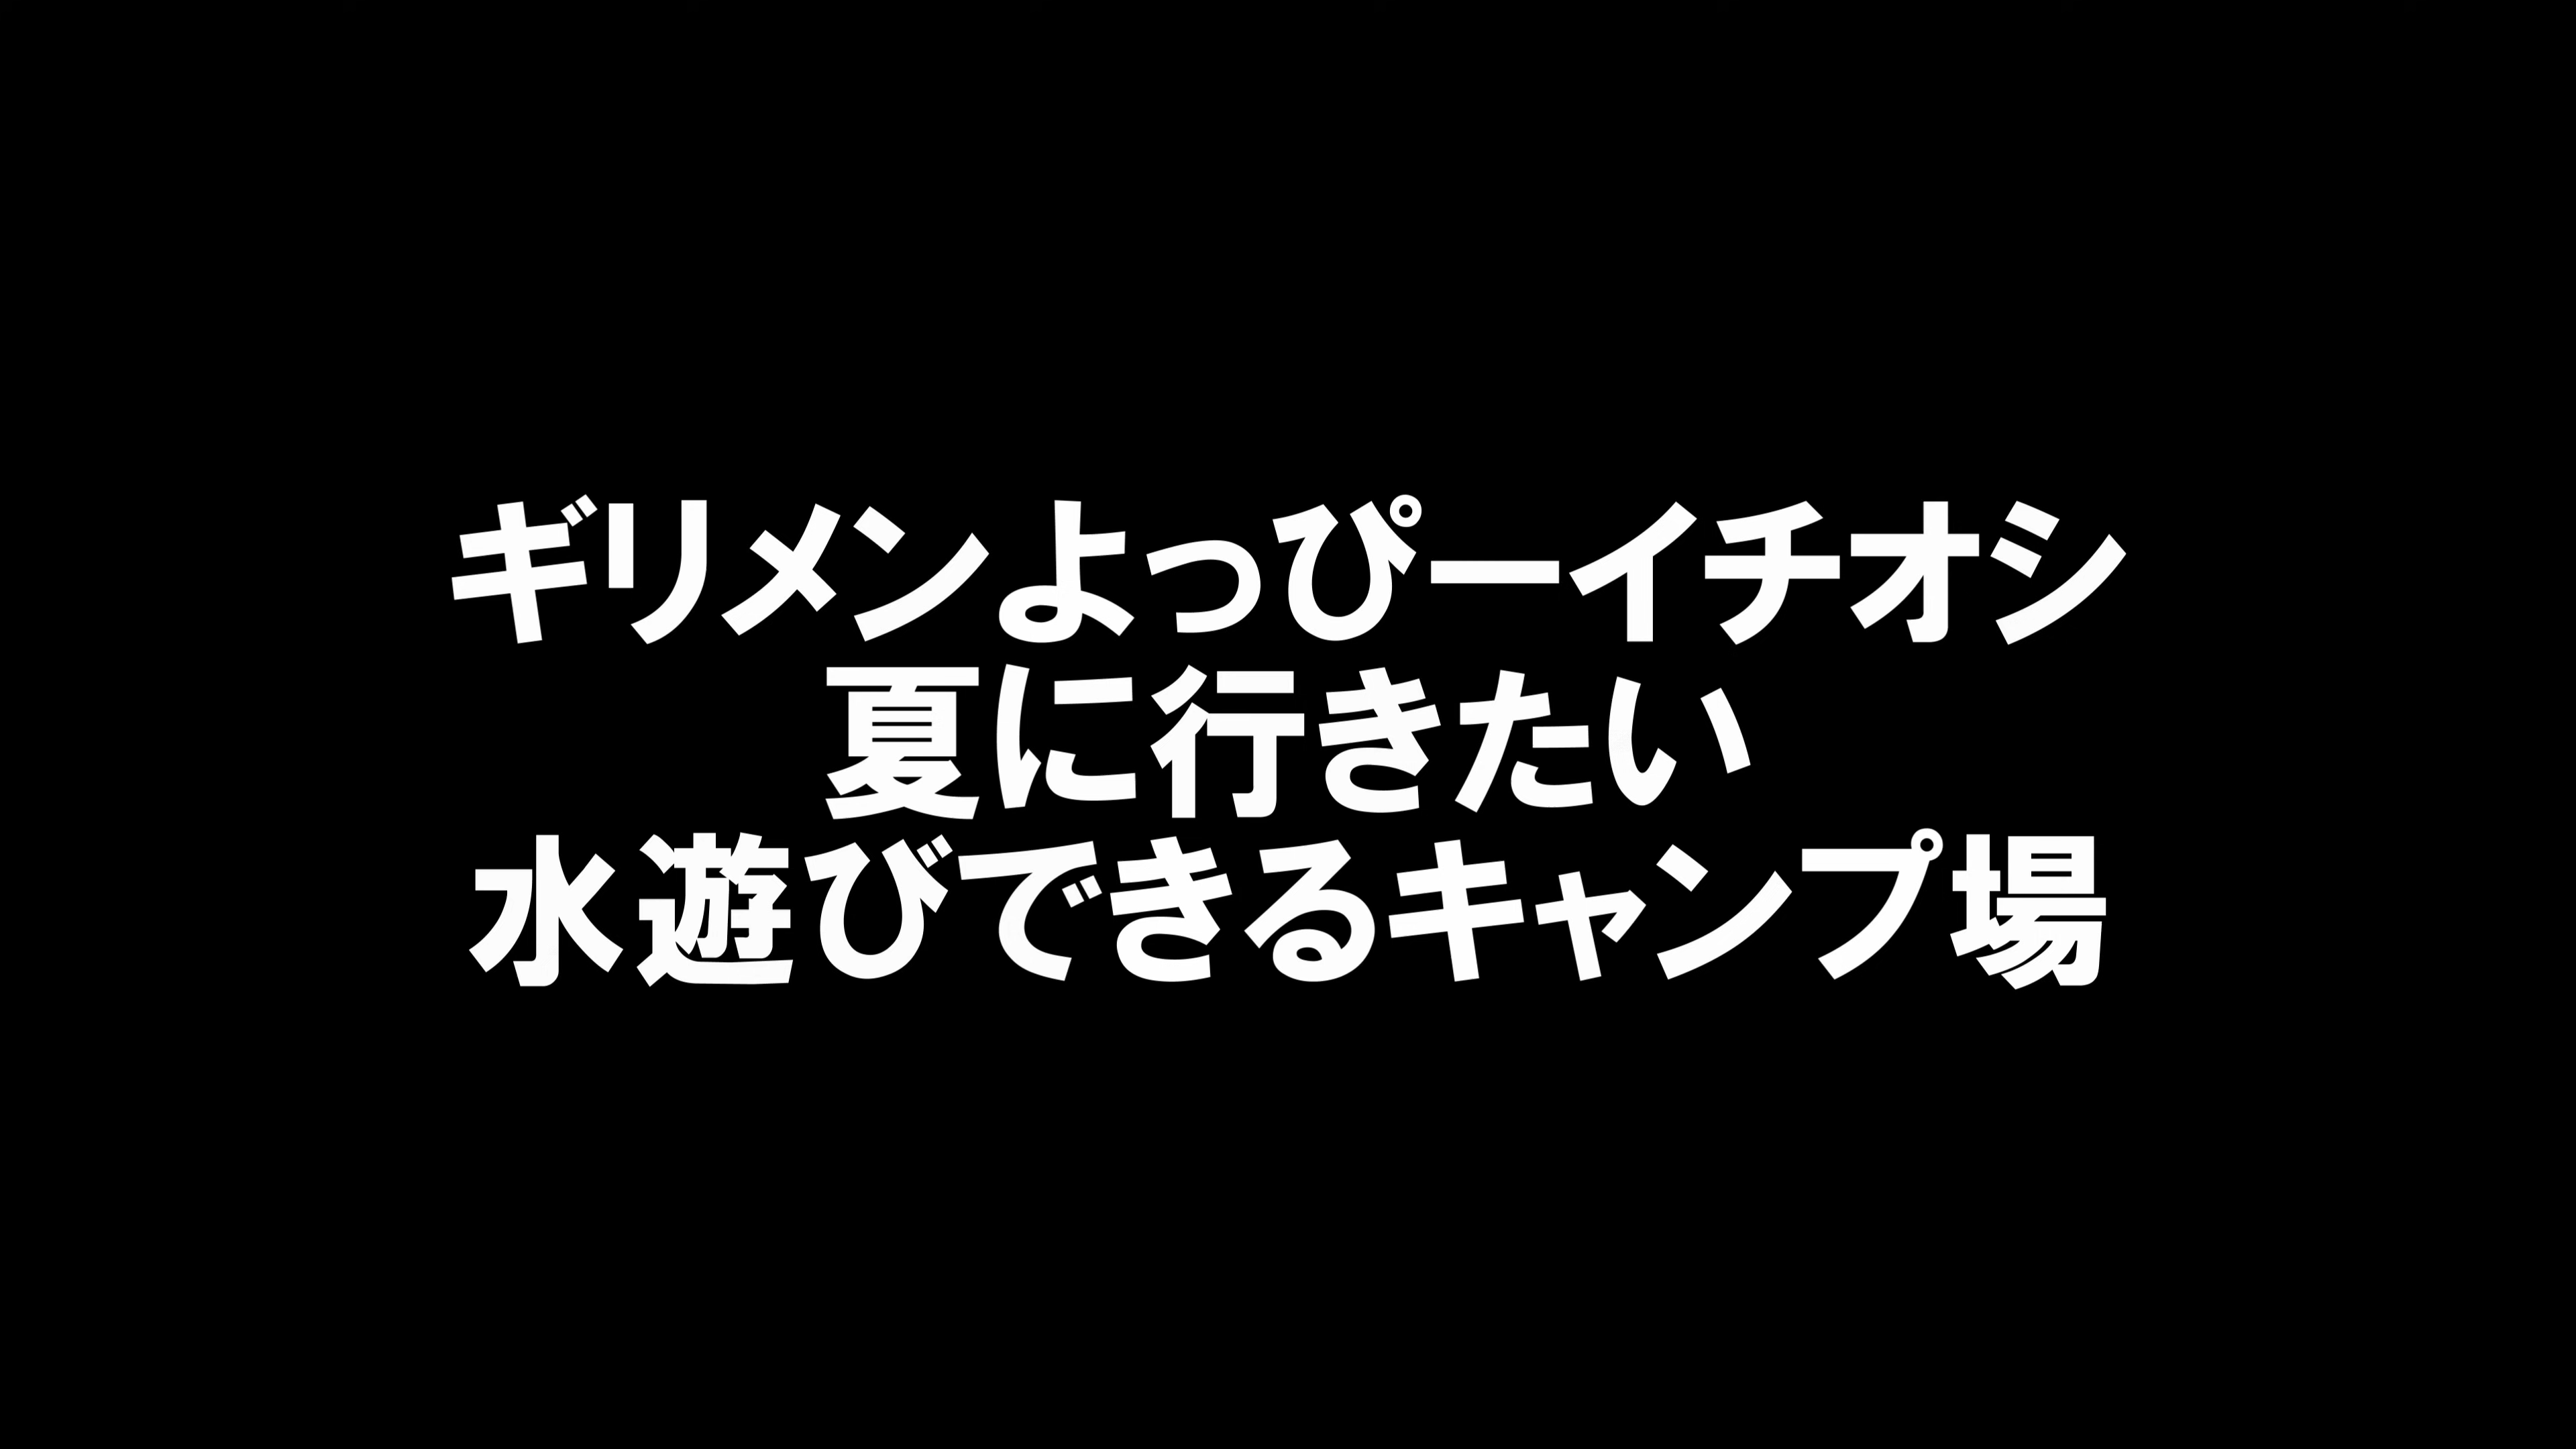 ギリメンよっぴーイチオシ
夏に行きたい
水遊びできるキャンプ場